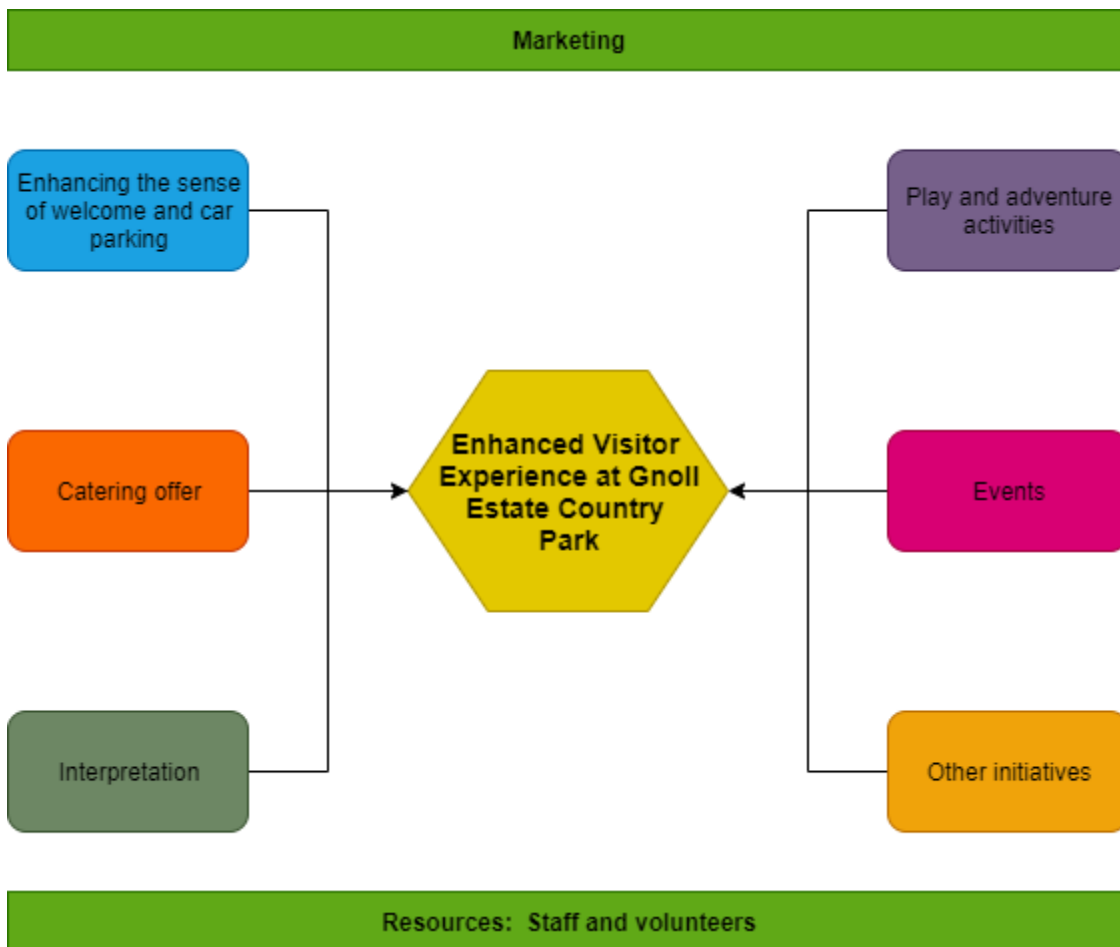 Marketing
Enhancing the sense
of welcome and car
parking
Play and adventure
activities
Enhanced Visitor
Experience at Gnoll
Estate Country
Park
Catering offer
Events
Interpretation
Other initiatives
Resources:  Staff and volunteers